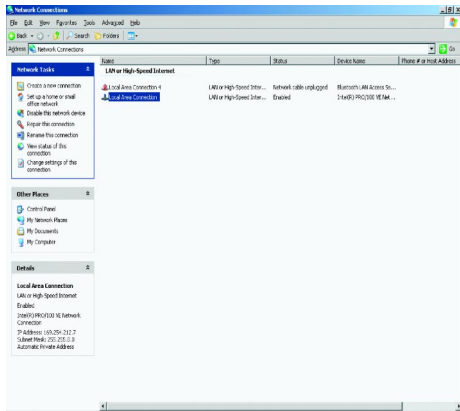 Network Connections
File Edit View Favorites Tools Advanced Help
Back Search Folders
Address Network Connections Go
Name Type Status Device Name Phone # or Host Address
LAN or High-Speed Internet
Local Area Connection 4 LAN or High-Speed Inter... Network cable unplugged Bluetooth LAN Access Se...
Local Area Connection LAN or High-Speed Inter... Enabled Intel(R) PRO/100 VE Net...
Network Tasks
Create a new connection
Set up a home or small
office network
Disable this network device
Repair this connection
Rename this connection
View status of this
connection
Change settings of this
connection
Other Places
Control Panel
My Network Places
My Documents
My Computer
Details
Local Area Connection
LAN or High-Speed Internet
Enabled
Intel(R) PRO/100 VE Network
Connection
IP Address: 169.254.212.7
Subnet Mask: 255.255.0.0
Automatic Private Address